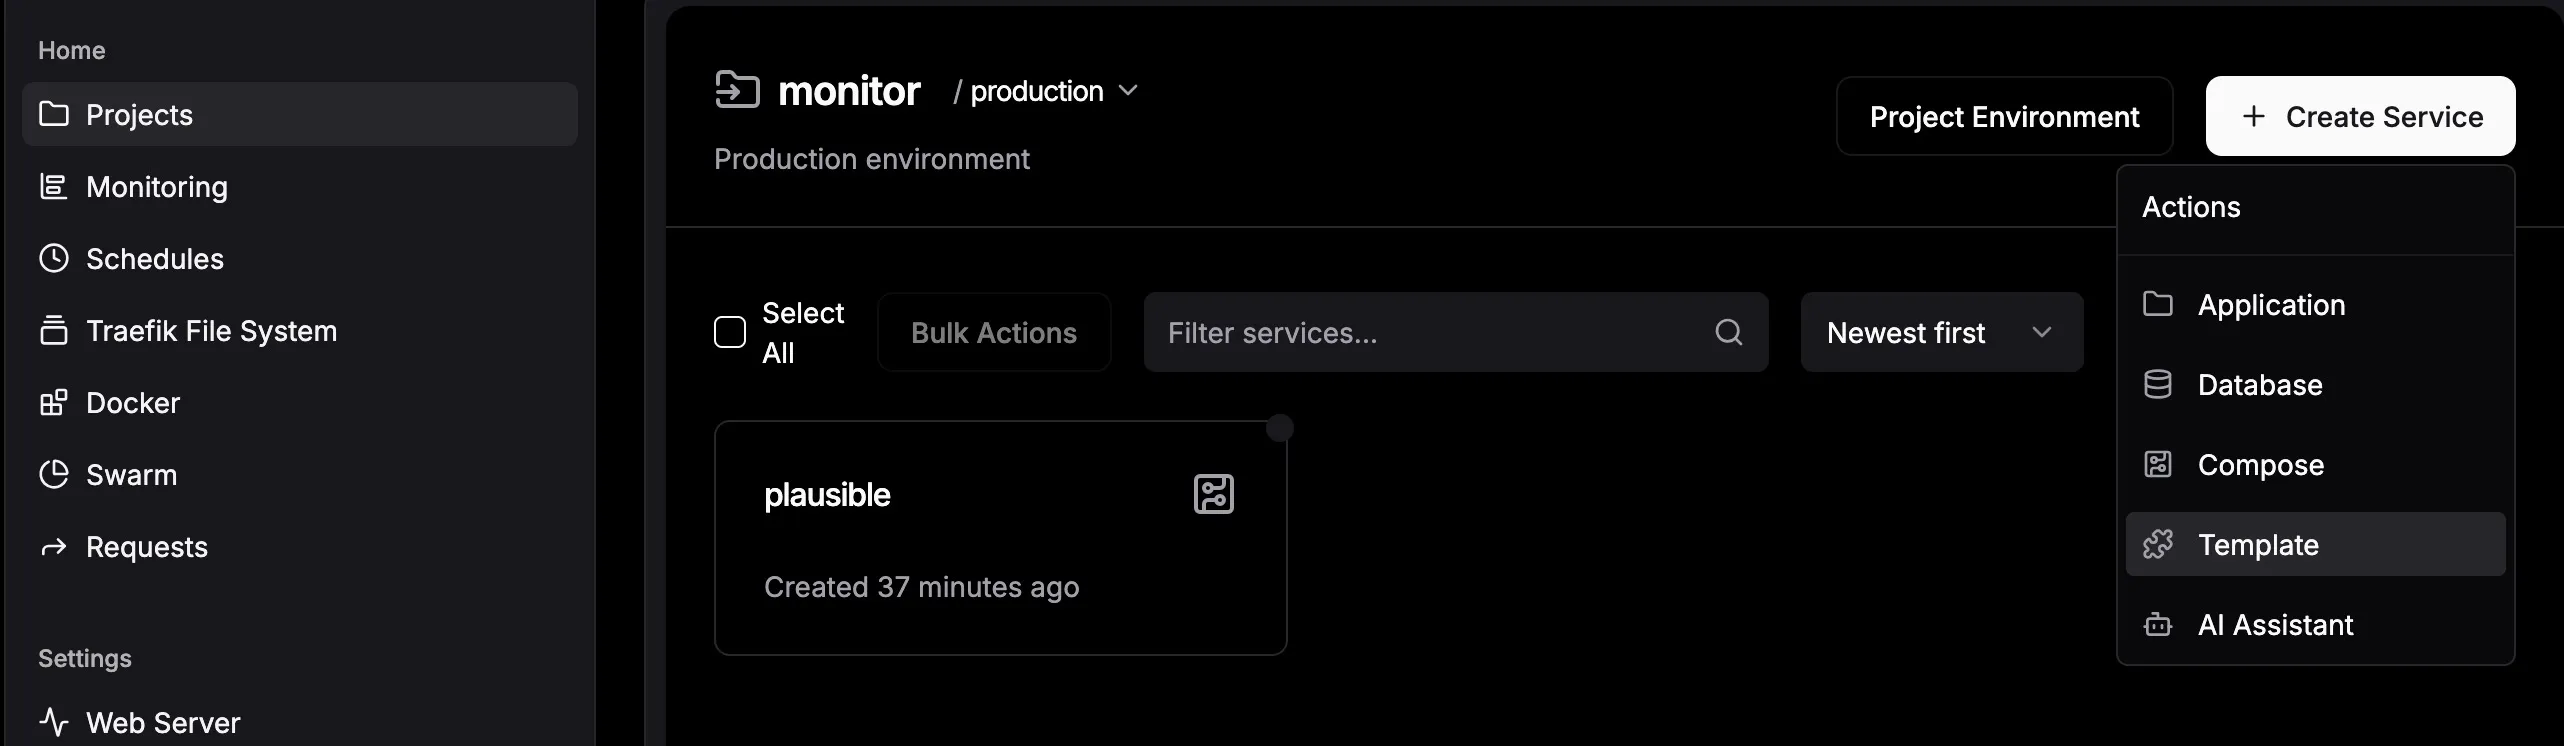 Home
Projects
Monitoring
Schedules
Traefik File System
Docker
Swarm
Requests
Settings
Web Server
monitor / production
Production environment
Project Environment
+ Create Service
Select
All
Bulk Actions
Filter services...
Newest first
plausible
Created 37 minutes ago
Actions
Application
Database
Compose
Template
AI Assistant